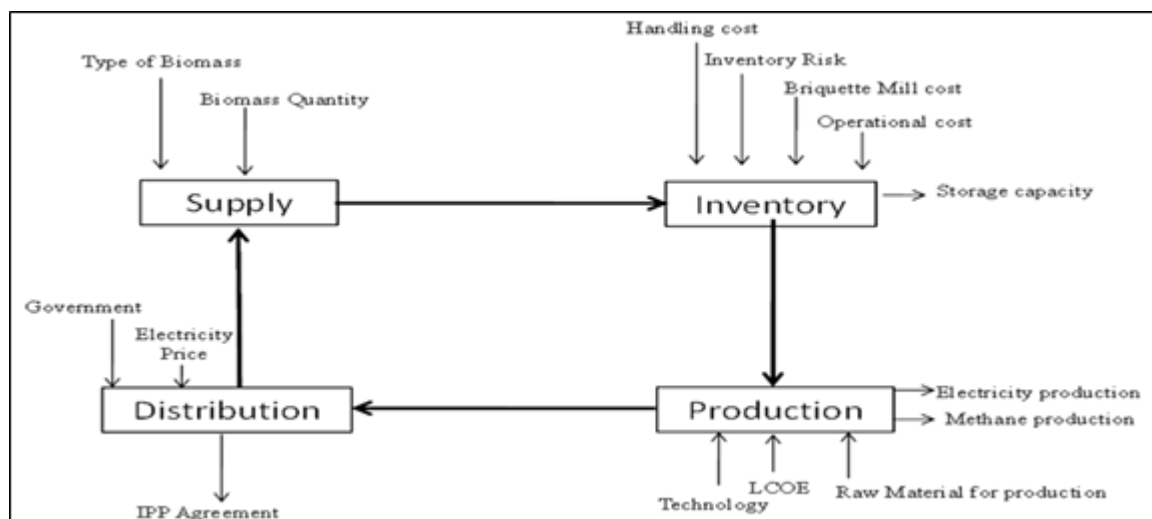 Handling cost
Type of Biomass
Inventory Risk
Biomass Quantity
Briquette Mill cost
Operational cost
Supply
Inventory
Storage capacity
Government
Electricity
Price
Distribution
Production
Electricity production
Methane production
Technology
LCOE
Raw Material for production
IPP Agreement